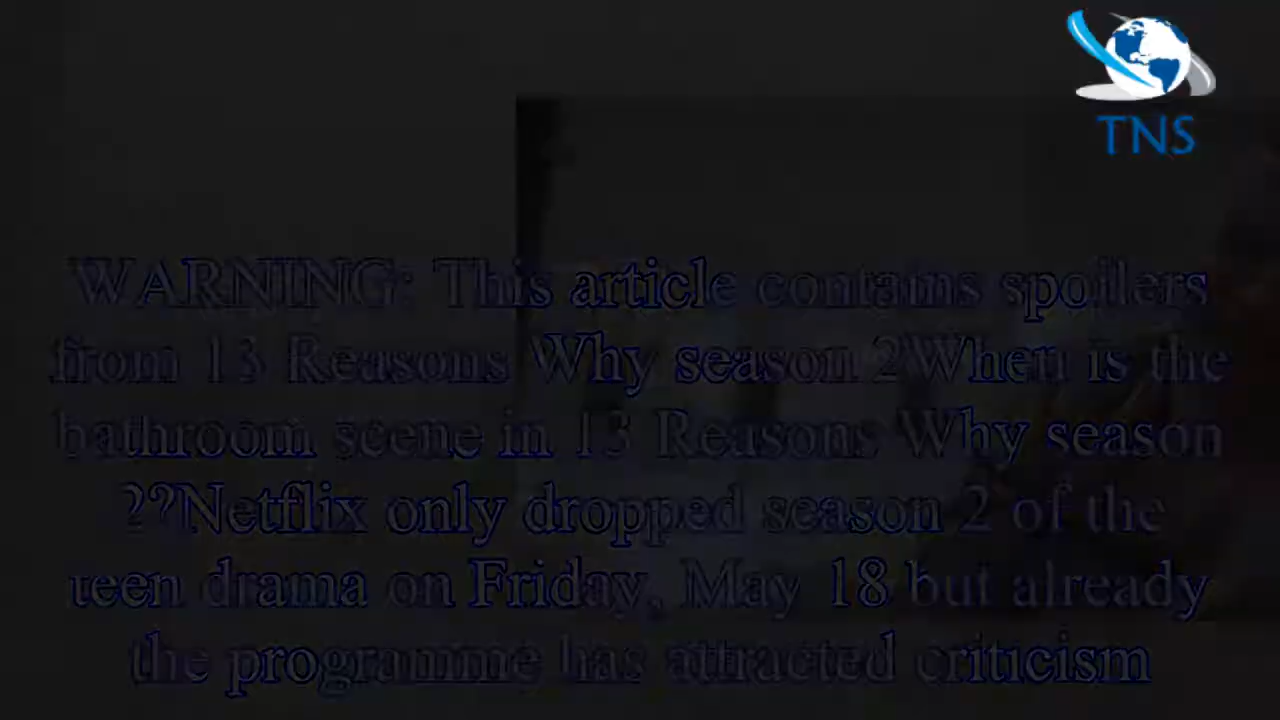 TNS
WARNING: This article contains spoilers
from 13 Reasons Why season 2When is the
bathroom scene in 13 Reasons Why season
??Netflix only dropped season 2 of the
teen drama on Friday, May 18 but already
the programme has attracted criticism